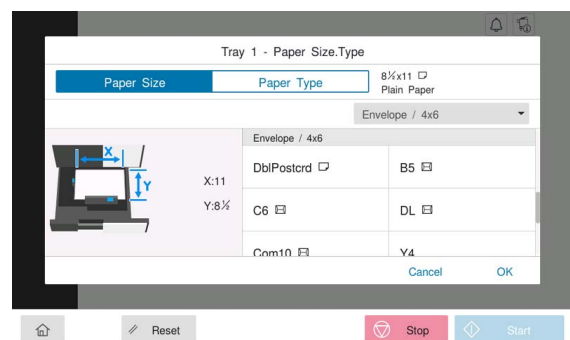 Tray 1 - Paper Size.Type
Paper Size
Paper Type
8½x11
Plain Paper
Envelope / 4x6
Envelope / 4x6
X
Y
X:11
Y:8½
DblPostcrd
B5
C6
DL
Com10
Y4
Cancel
OK
Reset
Stop
Start